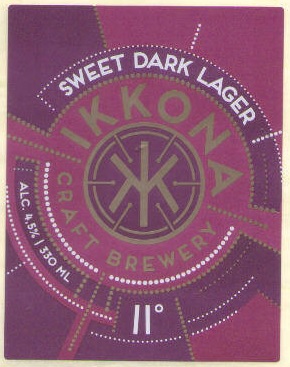 SWEET DARK LAGER
IKKONA
CRAFT BREWERY
ALC. 4,5% | 330 ML
11°